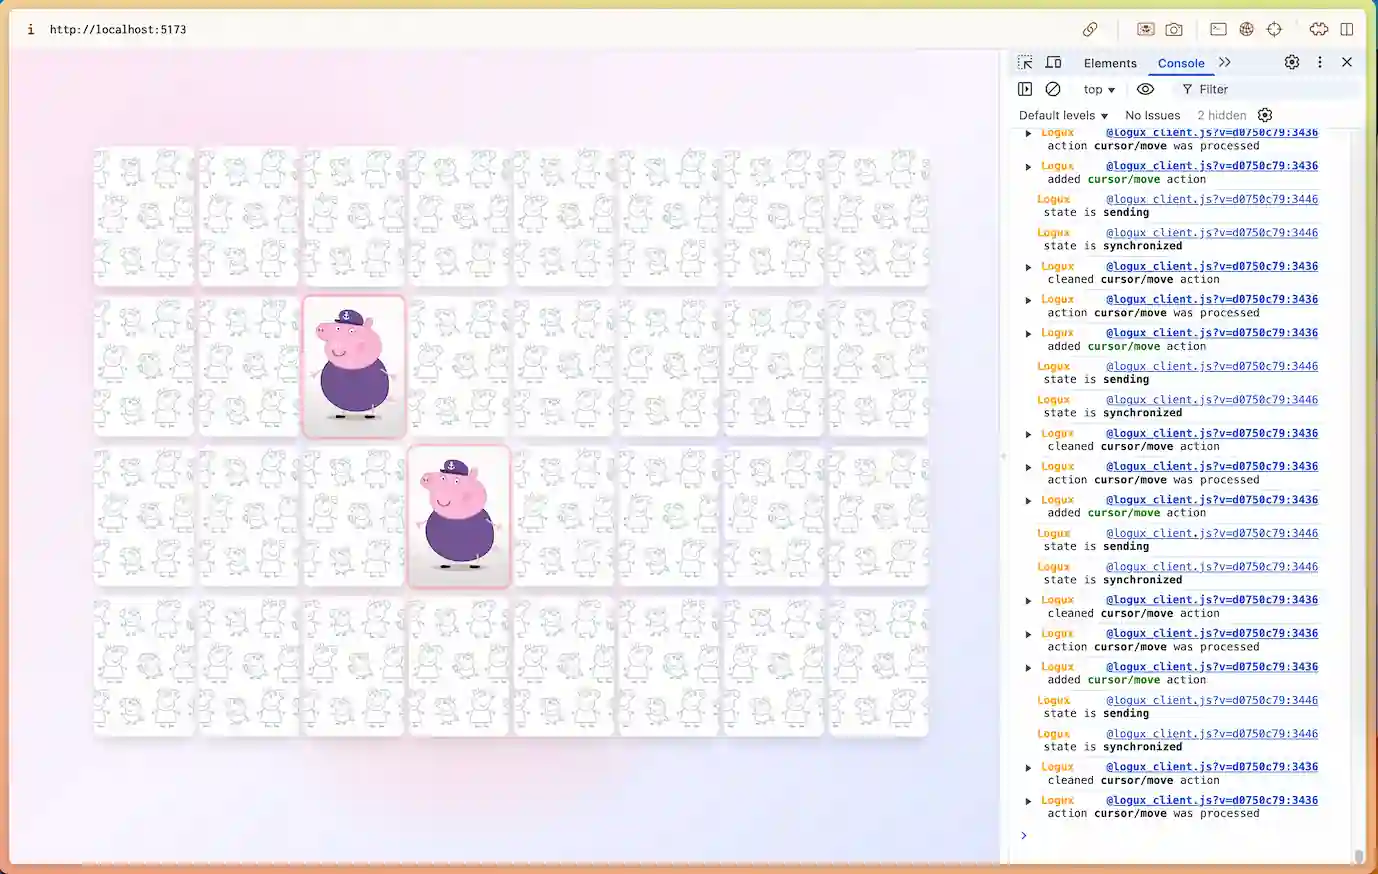 i http://localhost:5173
Elements Console
top ▾ Filter
Default levels ▾ No Issues 2 hidden
Logux @logux_client.js?v=d0750c79:3436
action cursor/move was processed
Logux @logux_client.js?v=d0750c79:3436
added cursor/move action
Logux @logux_client.js?v=d0750c79:3446
state is sending
Logux @logux_client.js?v=d0750c79:3446
state is synchronized
Logux @logux_client.js?v=d0750c79:3436
cleaned cursor/move action
Logux @logux_client.js?v=d0750c79:3436
action cursor/move was processed
Logux @logux_client.js?v=d0750c79:3436
added cursor/move action
Logux @logux_client.js?v=d0750c79:3446
state is sending
Logux @logux_client.js?v=d0750c79:3446
state is synchronized
Logux @logux_client.js?v=d0750c79:3436
cleaned cursor/move action
Logux @logux_client.js?v=d0750c79:3436
action cursor/move was processed
Logux @logux_client.js?v=d0750c79:3436
added cursor/move action
Logux @logux_client.js?v=d0750c79:3446
state is sending
Logux @logux_client.js?v=d0750c79:3446
state is synchronized
Logux @logux_client.js?v=d0750c79:3436
cleaned cursor/move action
Logux @logux_client.js?v=d0750c79:3436
action cursor/move was processed
Logux @logux_client.js?v=d0750c79:3436
added cursor/move action
Logux @logux_client.js?v=d0750c79:3446
state is sending
Logux @logux_client.js?v=d0750c79:3446
state is synchronized
Logux @logux_client.js?v=d0750c79:3436
cleaned cursor/move action
Logux @logux_client.js?v=d0750c79:3436
action cursor/move was processed